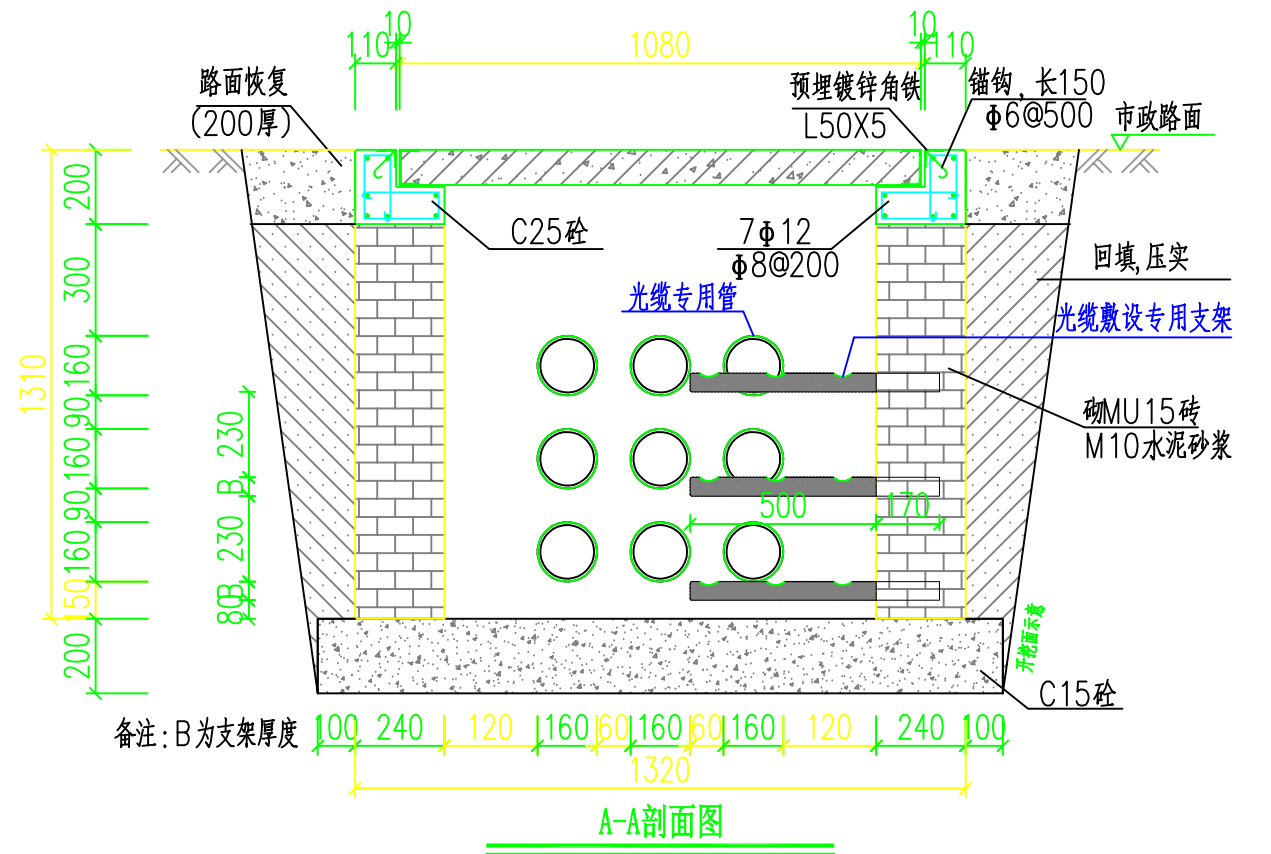 10
10
110
1080
110
路面恢复
(200厚)
预埋镀锌角铁
L50X5
锚钩, 长150
Φ6@500
市政路面
200
C25砼
7Φ12
Φ8@200
回填,压实
300
光缆专用管
光缆敷设专用支架
1310
160
90
230
砌MU15砖
M10水泥砂浆
160
B
500
170
90
230
160
B
150
80
200
开挖面示意
C15砼
备注:B为支架厚度
100
240
120
160
60
160
60
160
120
240
100
1320
A-A剖面图